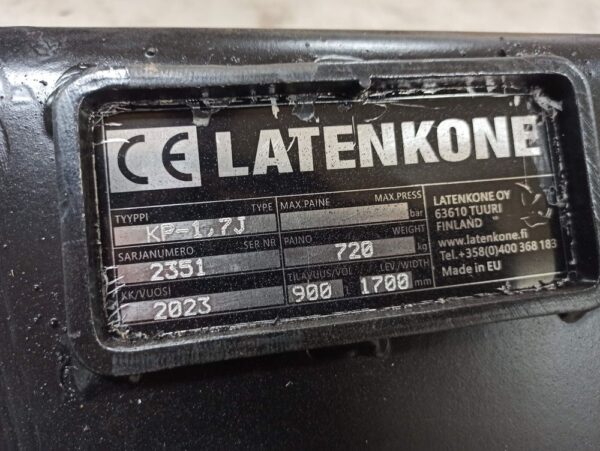 CE LATENKONE
TYYPPI TYPE MAX.PAINE MAX.PRESS
KP-1,7J bar
SARJANUMERO SER NR PAINO WEIGHT
2351 720 kg
KK/VUOSI TILAVUUS/VOL LEV/WIDTH
2023 900 l 1700 mm
LATENKONE OY
63610 TUURI
FINLAND
www.latenkone.fi
Tel.+358(0)400 368 183
Made in EU